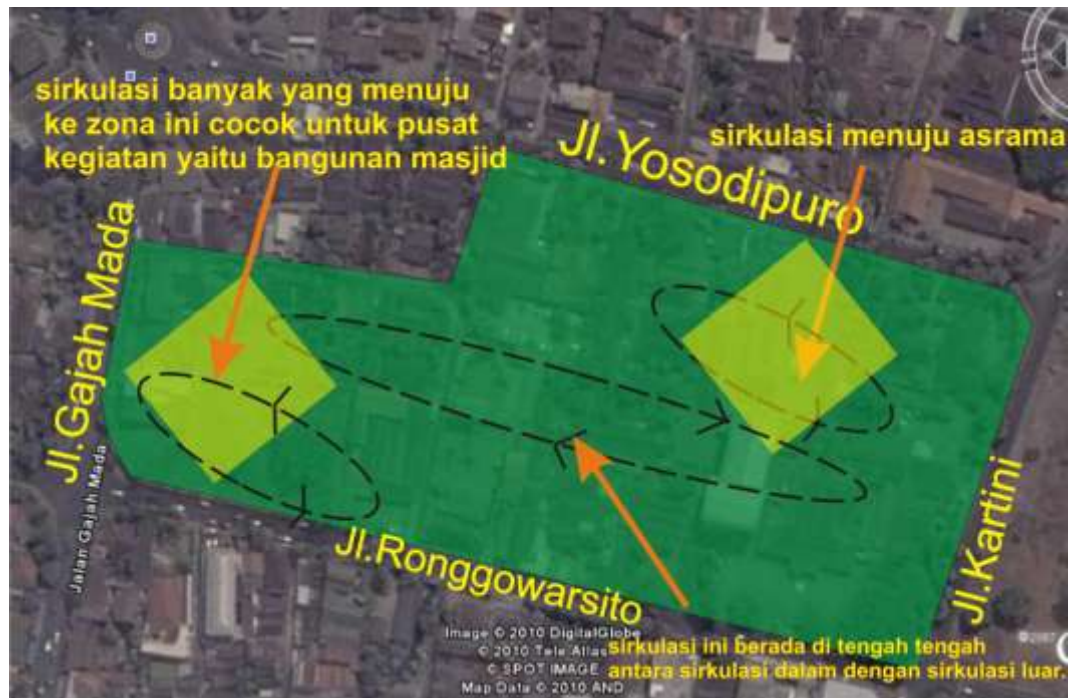 sirkulasi banyak yang menuju
ke zona ini cocok untuk pusat
kegiatan yaitu bangunan masjid
Jl.Yosodipuro
sirkulasi menuju asrama
Jl.Gajah Mada
Jalan Gajah Mada
Jl.Ronggowarsito
Jl.Kartini
Image © 2010 DigitalGlobe
© 2010 Tele Atlas
© SPOT IMAGE
Map Data © 2010 AND
sirkulasi ini berada di tengah tengah
antara sirkulasi dalam dengan sirkulasi luar.